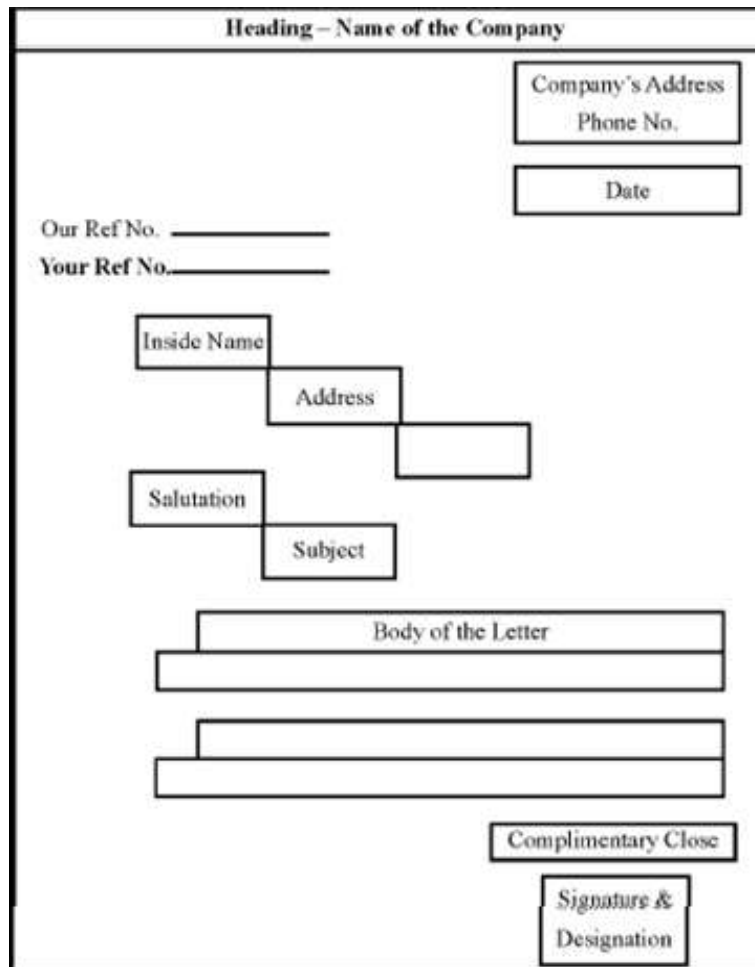 Heading – Name of the Company
Company's Address
Phone No.
Date
Our Ref No.
Your Ref No.
Inside Name
Address
Salutation
Subject
Body of the Letter
Complimentary Close
Signature &
Designation